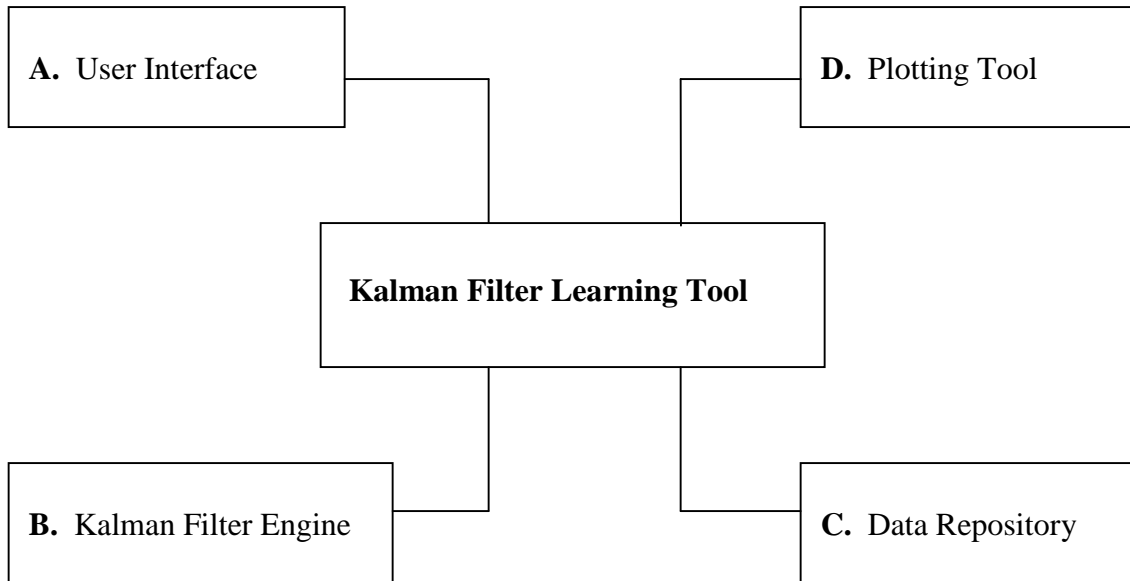 A. User Interface
D. Plotting Tool
Kalman Filter Learning Tool
B. Kalman Filter Engine
C. Data Repository